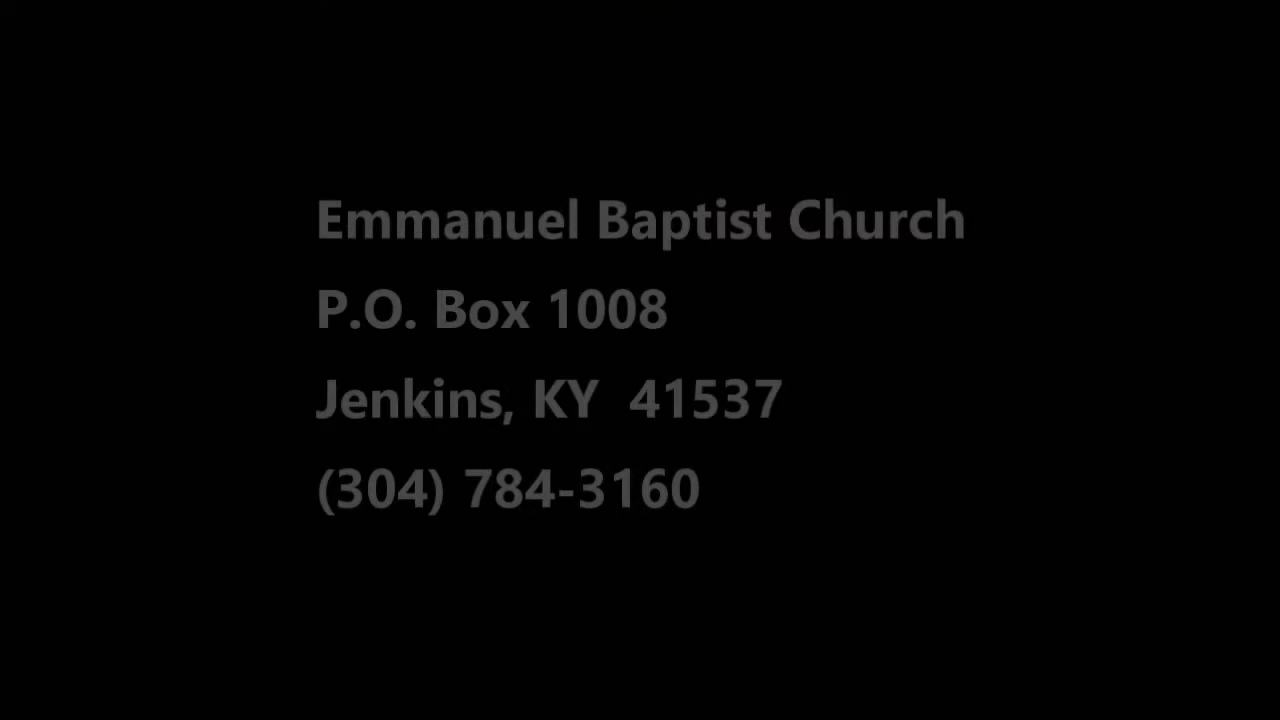 Emmanuel Baptist Church
P.O. Box 1008
Jenkins, KY  41537
(304) 784-3160